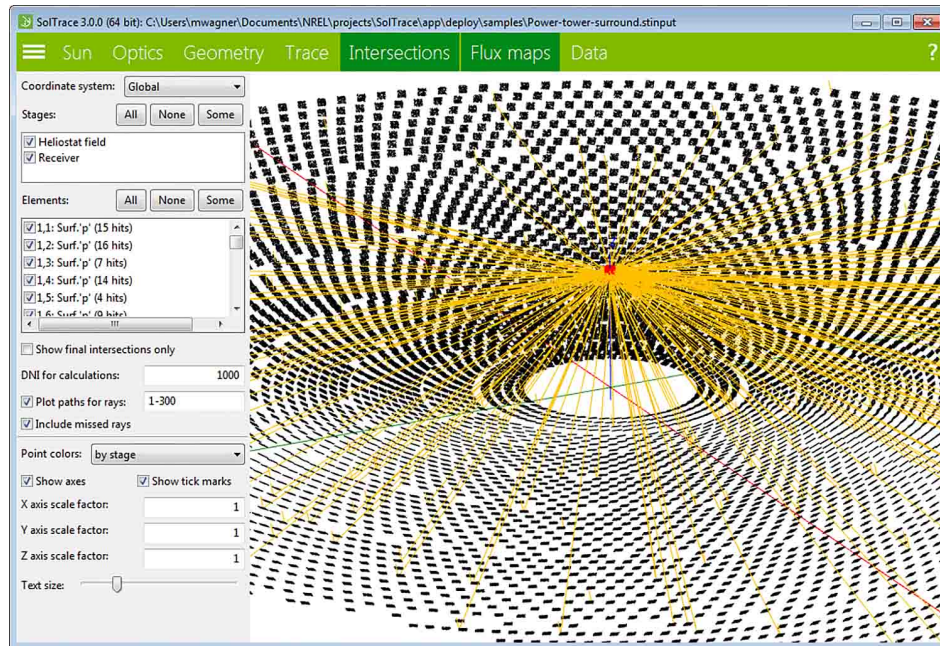 SolTrace 3.0.0 (64 bit): C:\Users\mwagner\Documents\NREL\projects\SolTrace\app\deploy\samples\Power-tower-surround.stinput
Sun Optics Geometry Trace Intersections Flux maps Data ?
Coordinate system: Global
Stages: All None Some
Heliostat field
Receiver
Elements: All None Some
1,1: Surf.'p' (15 hits)
1,2: Surf.'p' (16 hits)
1,3: Surf.'p' (7 hits)
1,4: Surf.'p' (14 hits)
1,5: Surf.'p' (4 hits)
1,6: Surf.'p' (9 hits)
Show final intersections only
DNI for calculations: 1000
Plot paths for rays: 1-300
Include missed rays
Point colors: by stage
Show axes Show tick marks
X axis scale factor: 1
Y axis scale factor: 1
Z axis scale factor: 1
Text size: